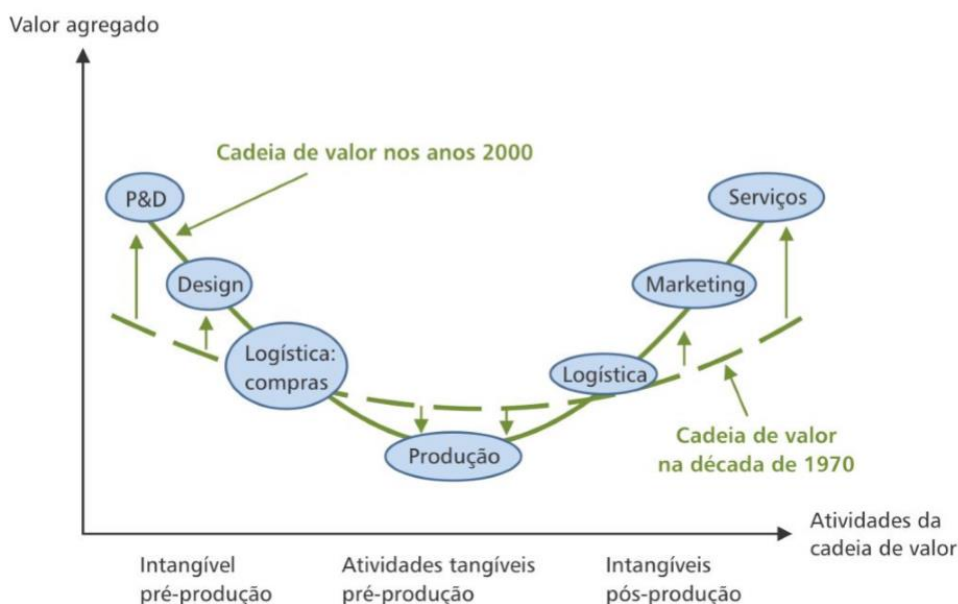 Valor agregado
Cadeia de valor nos anos 2000
P&D
Serviços
Design
Marketing
Logística:
compras
Logística
Cadeia de valor
na década de 1970
Produção
Atividades da
cadeia de valor
Intangível
pré-produção
Atividades tangíveis
pré-produção
Intangíveis
pós-produção